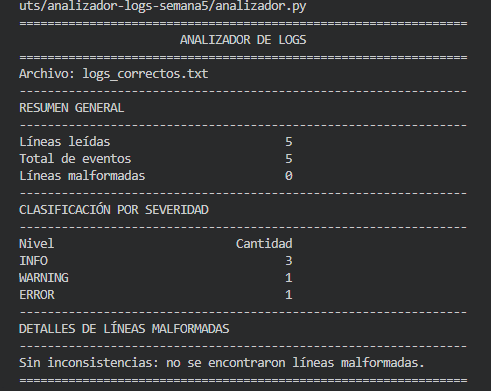 uts/analizador-logs-semana5/analizador.py
================================================================
ANALIZADOR DE LOGS
================================================================
Archivo: logs_correctos.txt
----------------------------------------------------------------
RESUMEN GENERAL
----------------------------------------------------------------
Líneas leídas 5
Total de eventos 5
Líneas malformadas 0
----------------------------------------------------------------
CLASIFICACIÓN POR SEVERIDAD
----------------------------------------------------------------
Nivel Cantidad
INFO 3
WARNING 1
ERROR 1
----------------------------------------------------------------
DETALLES DE LÍNEAS MALFORMADAS
----------------------------------------------------------------
Sin inconsistencias: no se encontraron líneas malformadas.
================================================================